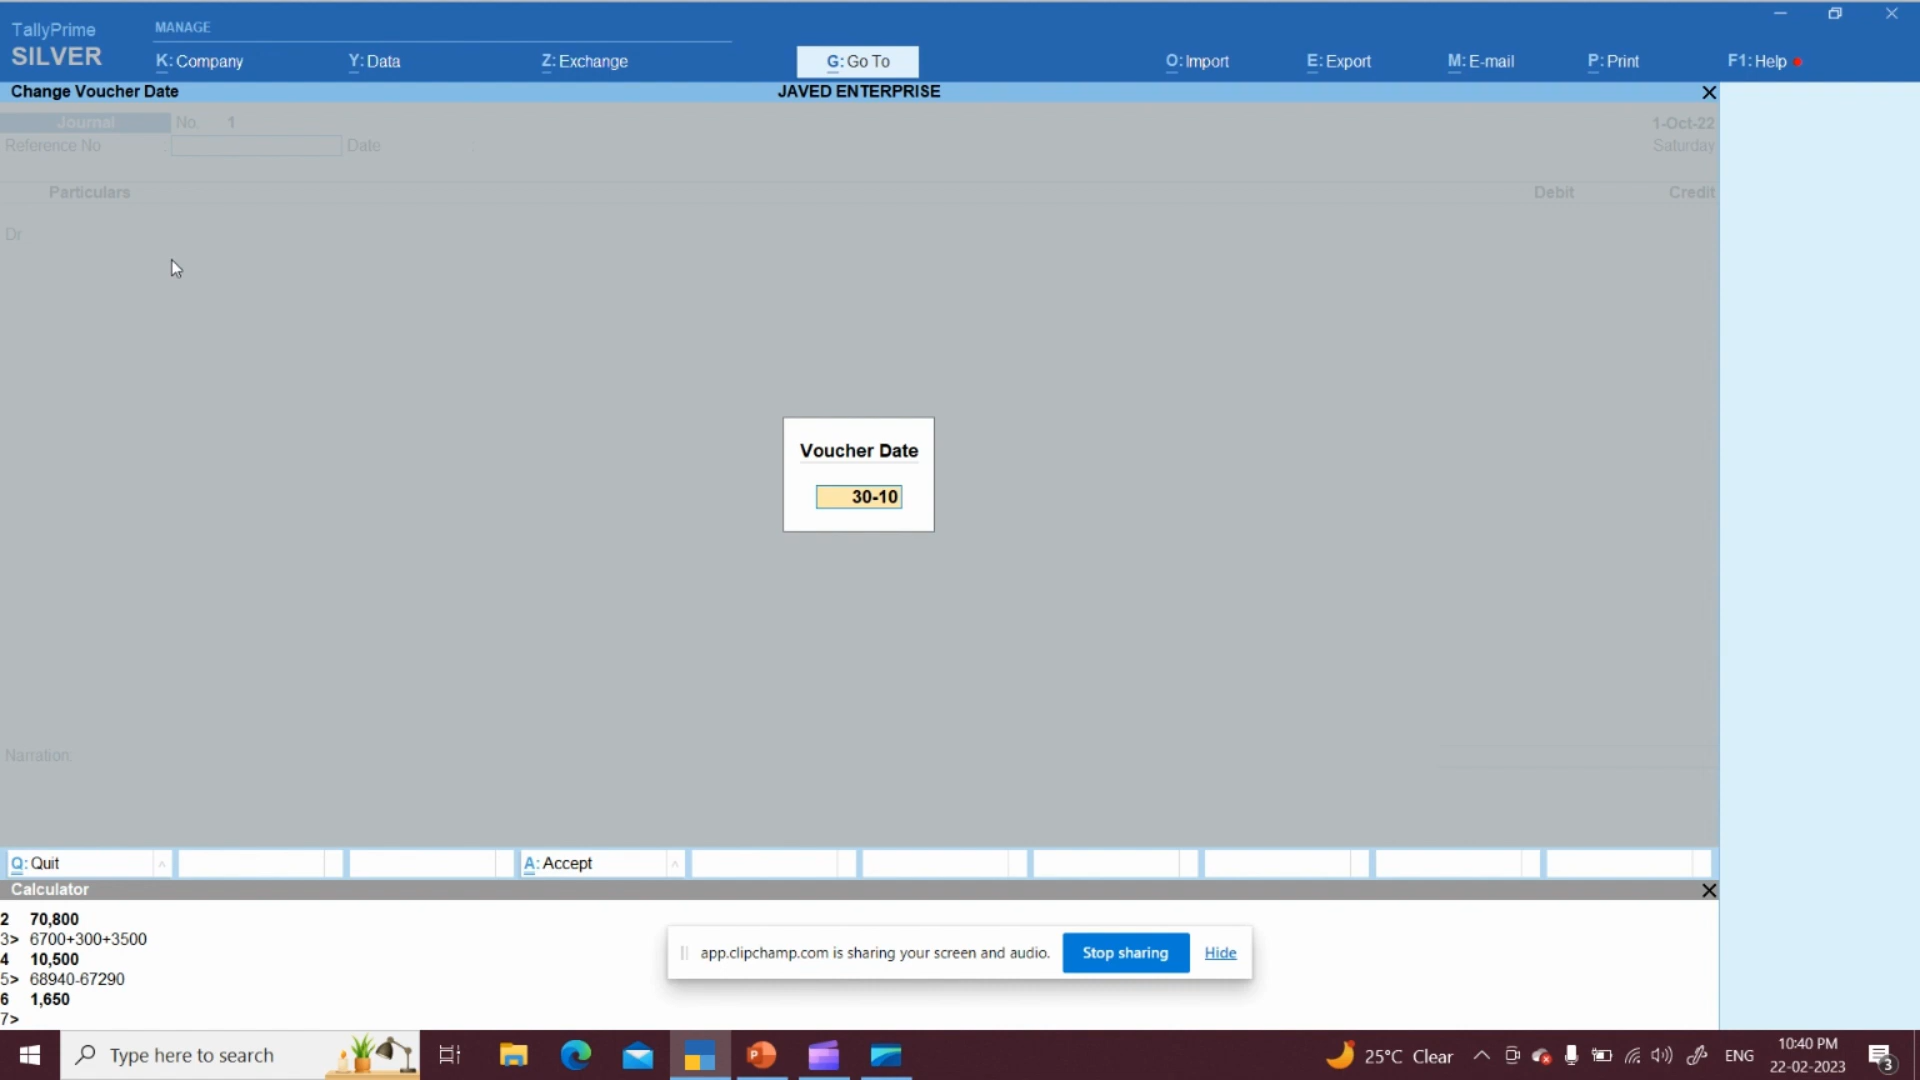 TallyPrime
SILVER
MANAGE
K: Company
Y: Data
Z: Exchange
G: Go To
O: Import
E: Export
M: E-mail
P: Print
F1: Help
Change Voucher Date
JAVED ENTERPRISE
Journal No. 1
1-Oct-22
Reference No : Date :
Saturday
Particulars
Debit
Credit
Dr
Voucher Date
30-10
Narration:
Q: Quit
A: Accept
Calculator
2 70,800
3> 6700+300+3500
4 10,500
5> 68940-67290
6 1,650
7>
app.clipchamp.com is sharing your screen and audio.
Stop sharing
Hide
Type here to search
25°C Clear
ENG
10:40 PM
22-02-2023
3